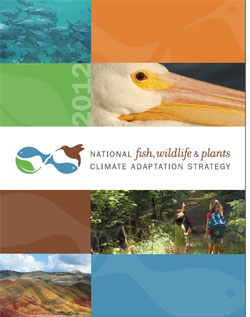 2012
NATIONAL fish, wildlife & plants
CLIMATE ADAPTATION STRATEGY